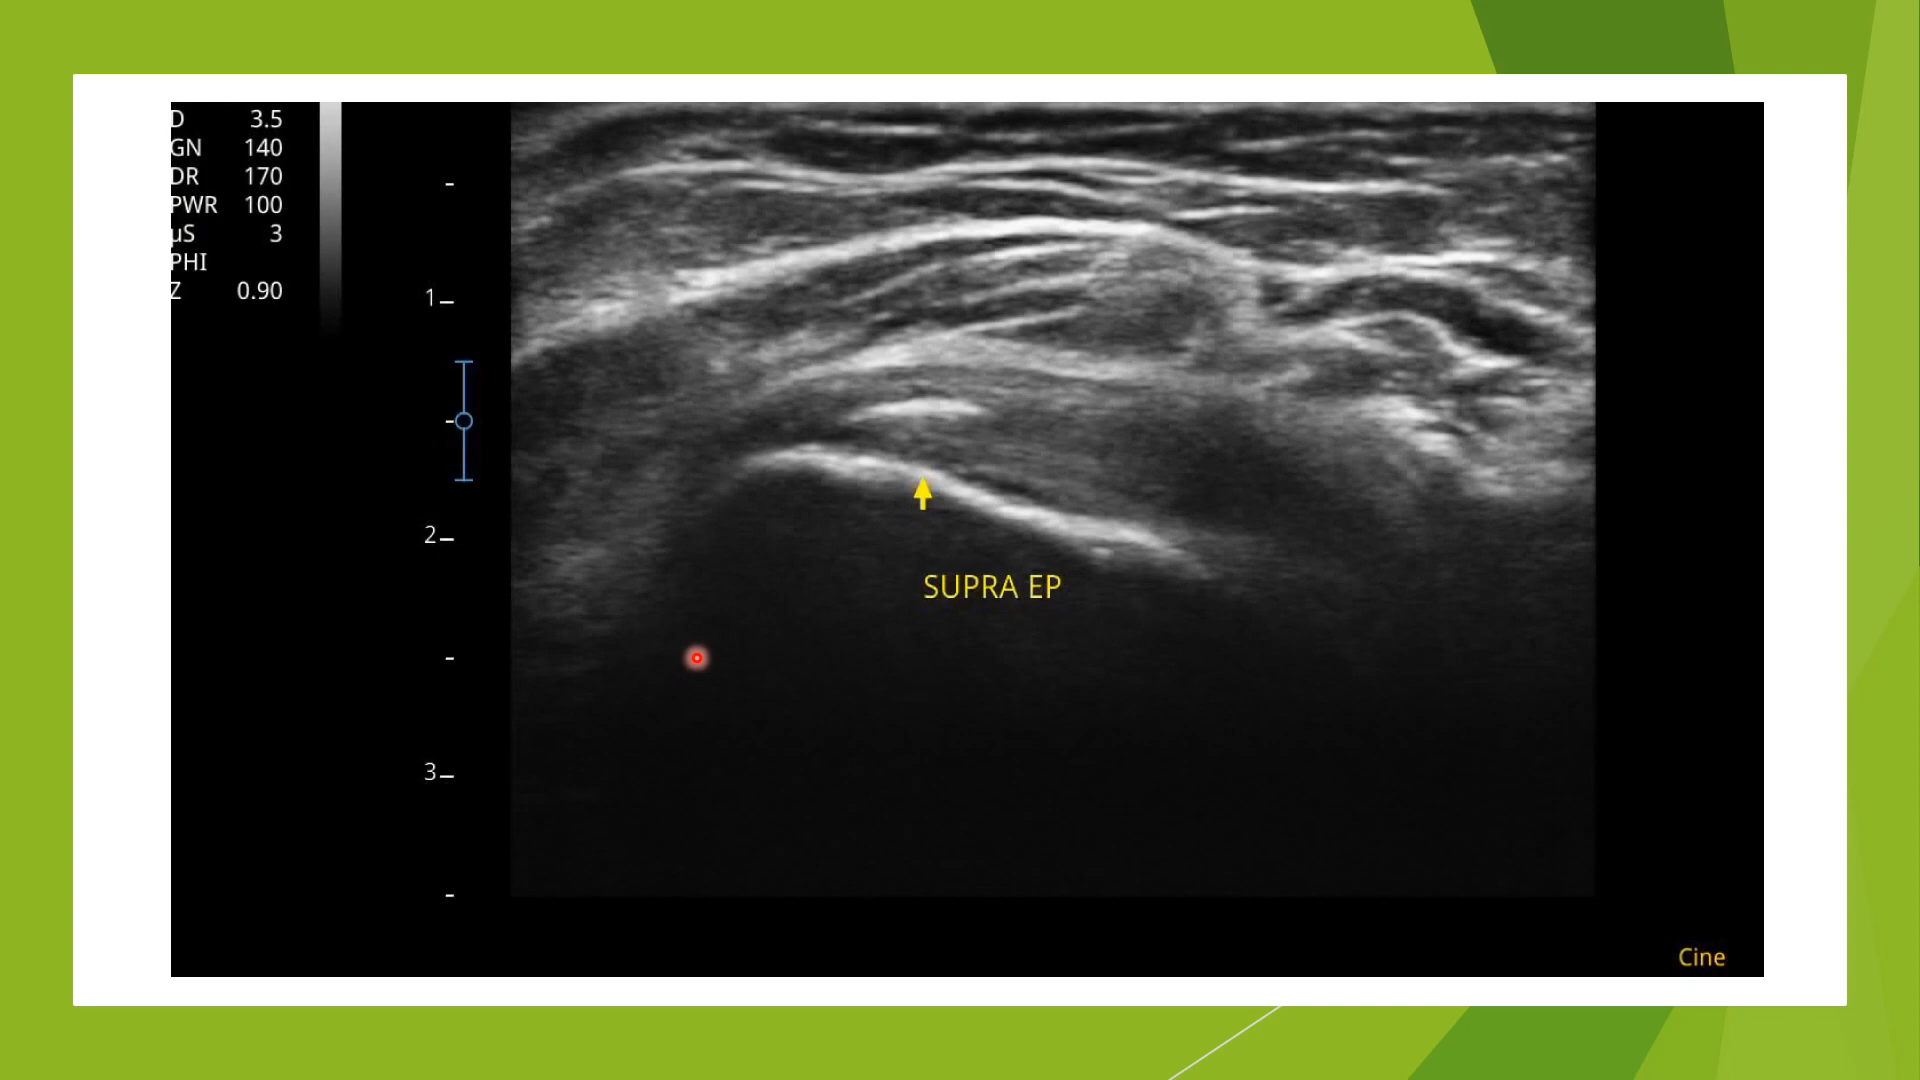 D 3.5
GN 140
DR 170
PWR 100
µS 3
PHI
Z 0.90
1
2
3
SUPRA EP
Cine